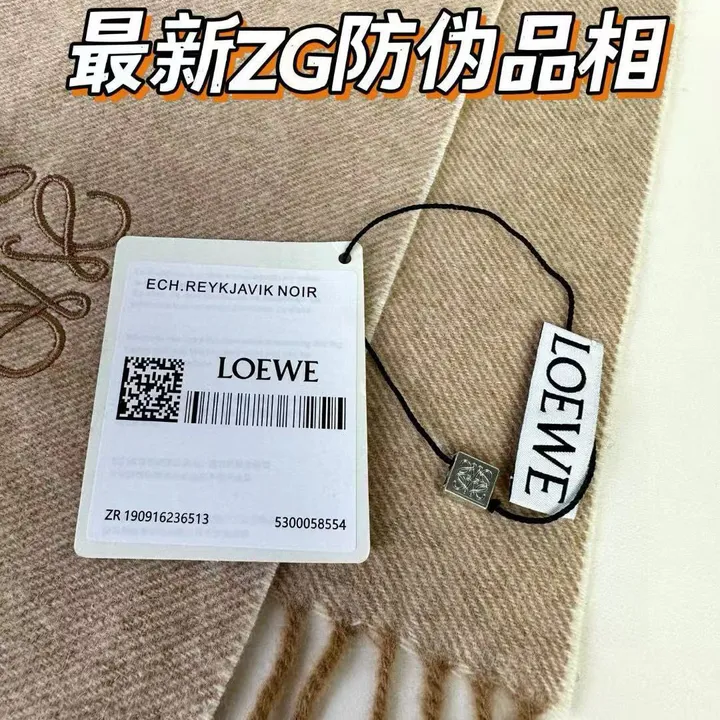 最新ZG防伪品相
ECH.REYKJAVIK NOIR
LOEWE
ZR 190916236513
5300058554
LOEWE